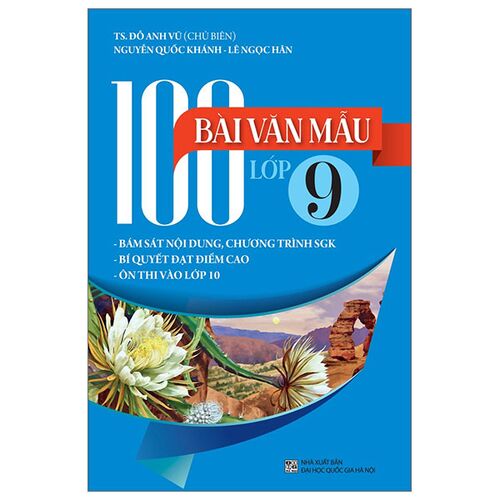 TS. ĐỖ ANH VŨ (CHỦ BIÊN)
NGUYỄN QUỐC KHÁNH - LÊ NGỌC HÂN
100
BÀI VĂN MẪU
LỚP 9
- BÁM SÁT NỘI DUNG, CHƯƠNG TRÌNH SGK
- BÍ QUYẾT ĐẠT ĐIỂM CAO
- ÔN THI VÀO LỚP 10
NHÀ XUẤT BẢN
ĐẠI HỌC QUỐC GIA HÀ NỘI